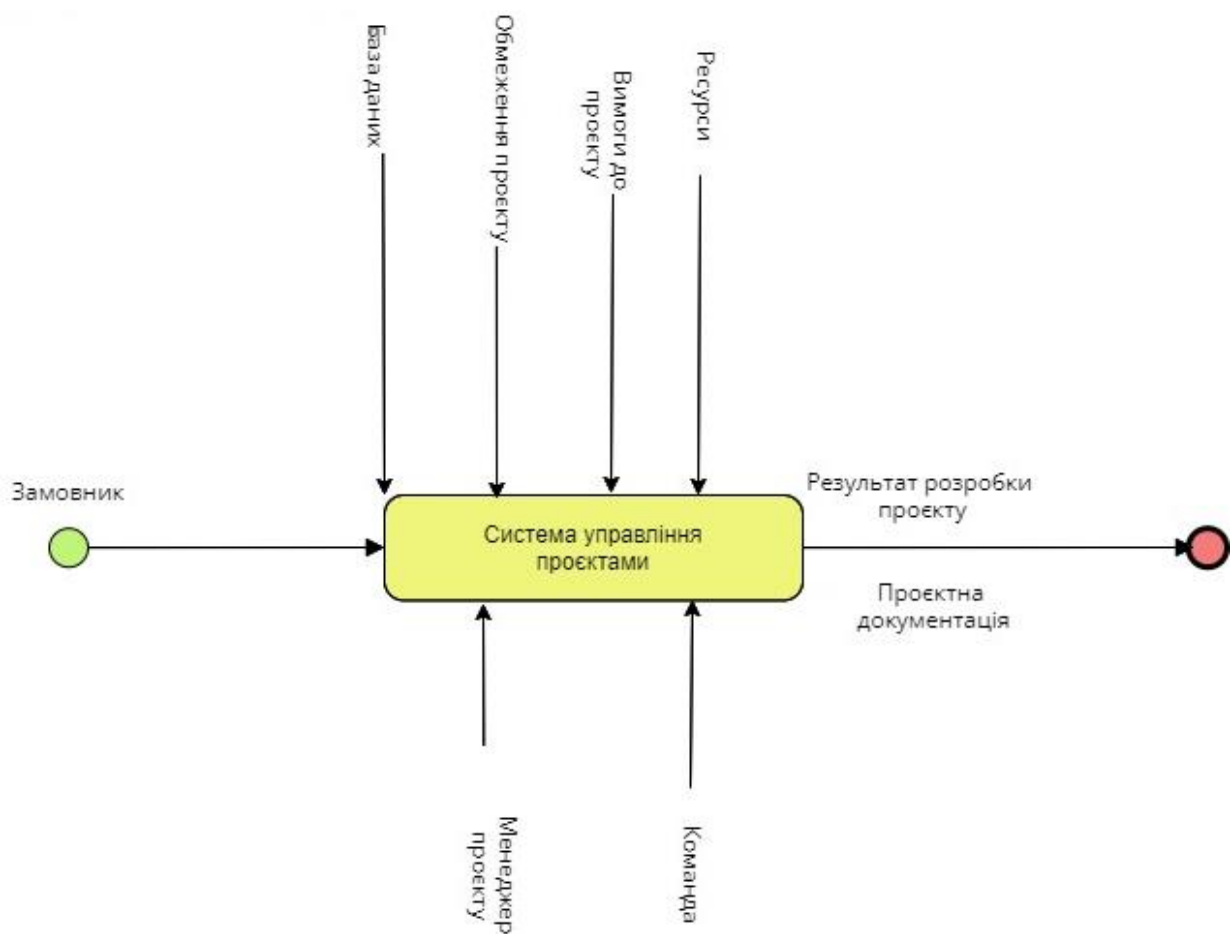 База даних
Обмеження проєкту
Вимоги до
проєкту
Ресурси
Замовник
Система управління
проєктами
Результат розробки
проєкту
Проєктна
документація
Менеджер
проєкту
Команда